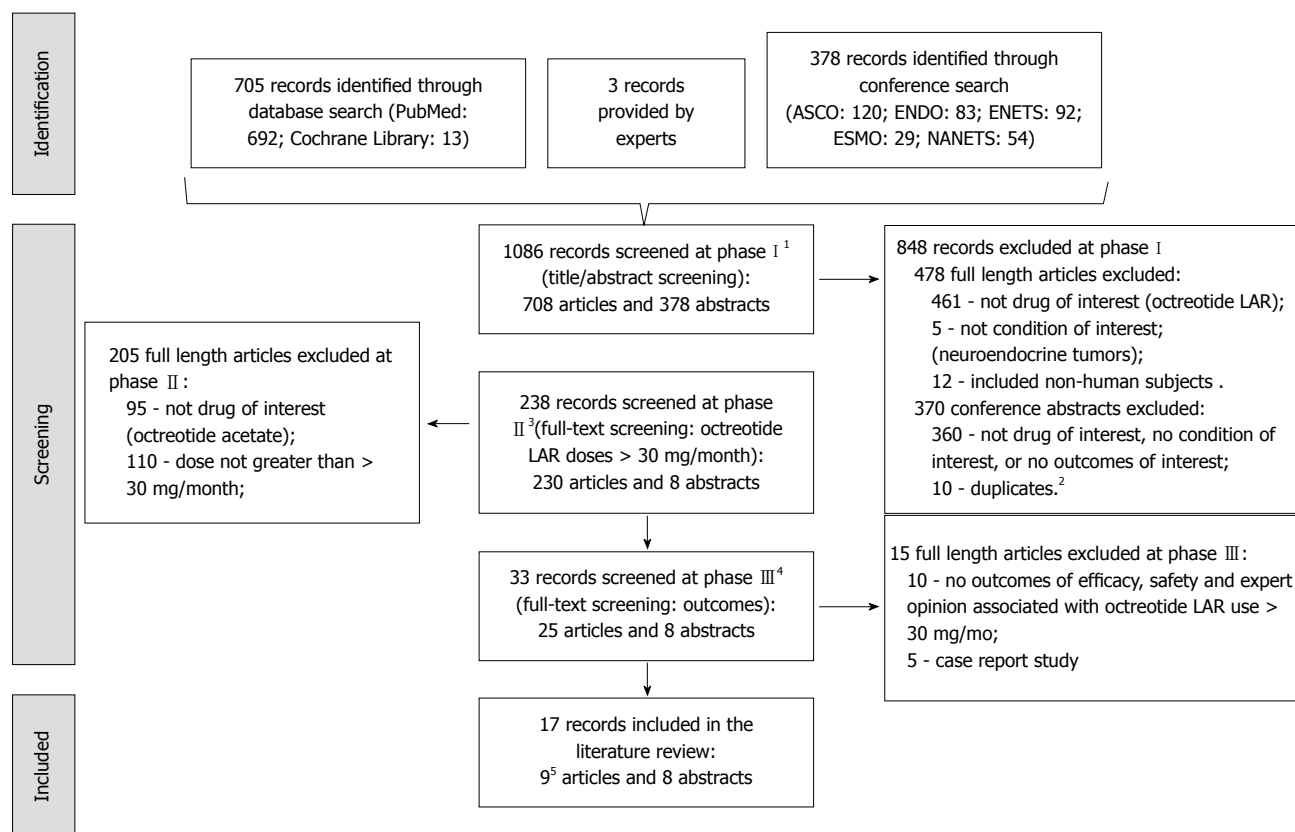 Identification
705 records identified through
database search (PubMed:
692; Cochrane Library: 13)
3 records
provided by
experts
378 records identified through
conference search
(ASCO: 120; ENDO: 83; ENETS: 92;
ESMO: 29; NANETS: 54)
Screening
1086 records screened at phase Ⅰ¹
(title/abstract screening):
708 articles and 378 abstracts
848 records excluded at phase Ⅰ
478 full length articles excluded:
461 - not drug of interest (octreotide LAR);
5 - not condition of interest;
(neuroendocrine tumors);
12 - included non-human subjects .
370 conference abstracts excluded:
360 - not drug of interest, no condition of
interest, or no outcomes of interest;
10 - duplicates.²
205 full length articles excluded at
phase Ⅱ:
95 - not drug of interest
(octreotide acetate);
110 - dose not greater than >
30 mg/month;
238 records screened at phase
Ⅱ³(full-text screening: octreotide
LAR doses > 30 mg/month):
230 articles and 8 abstracts
33 records screened at phase Ⅲ⁴
(full-text screening: outcomes):
25 articles and 8 abstracts
15 full length articles excluded at phase Ⅲ:
10 - no outcomes of efficacy, safety and expert
opinion associated with octreotide LAR use >
30 mg/mo;
5 - case report study
Included
17 records included in the
literature review:
9⁵ articles and 8 abstracts